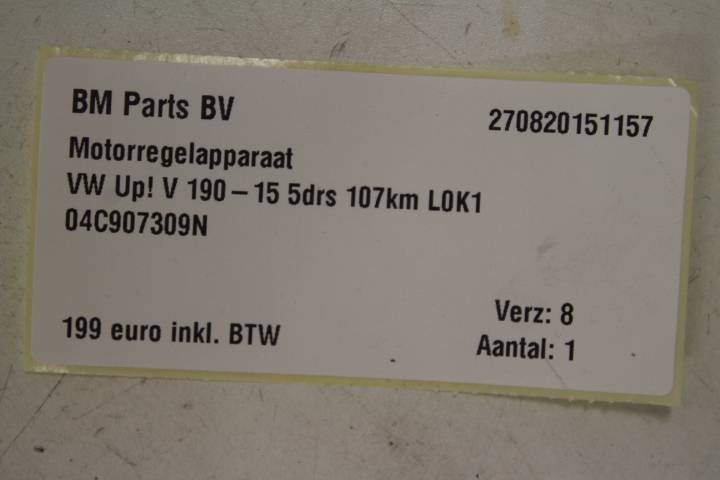 BM Parts BV
270820151157
Motorregelapparaat
VW Up! V 190 – 15 5drs 107km L0K1
04C907309N
Verz: 8
199 euro inkl. BTW
Aantal: 1